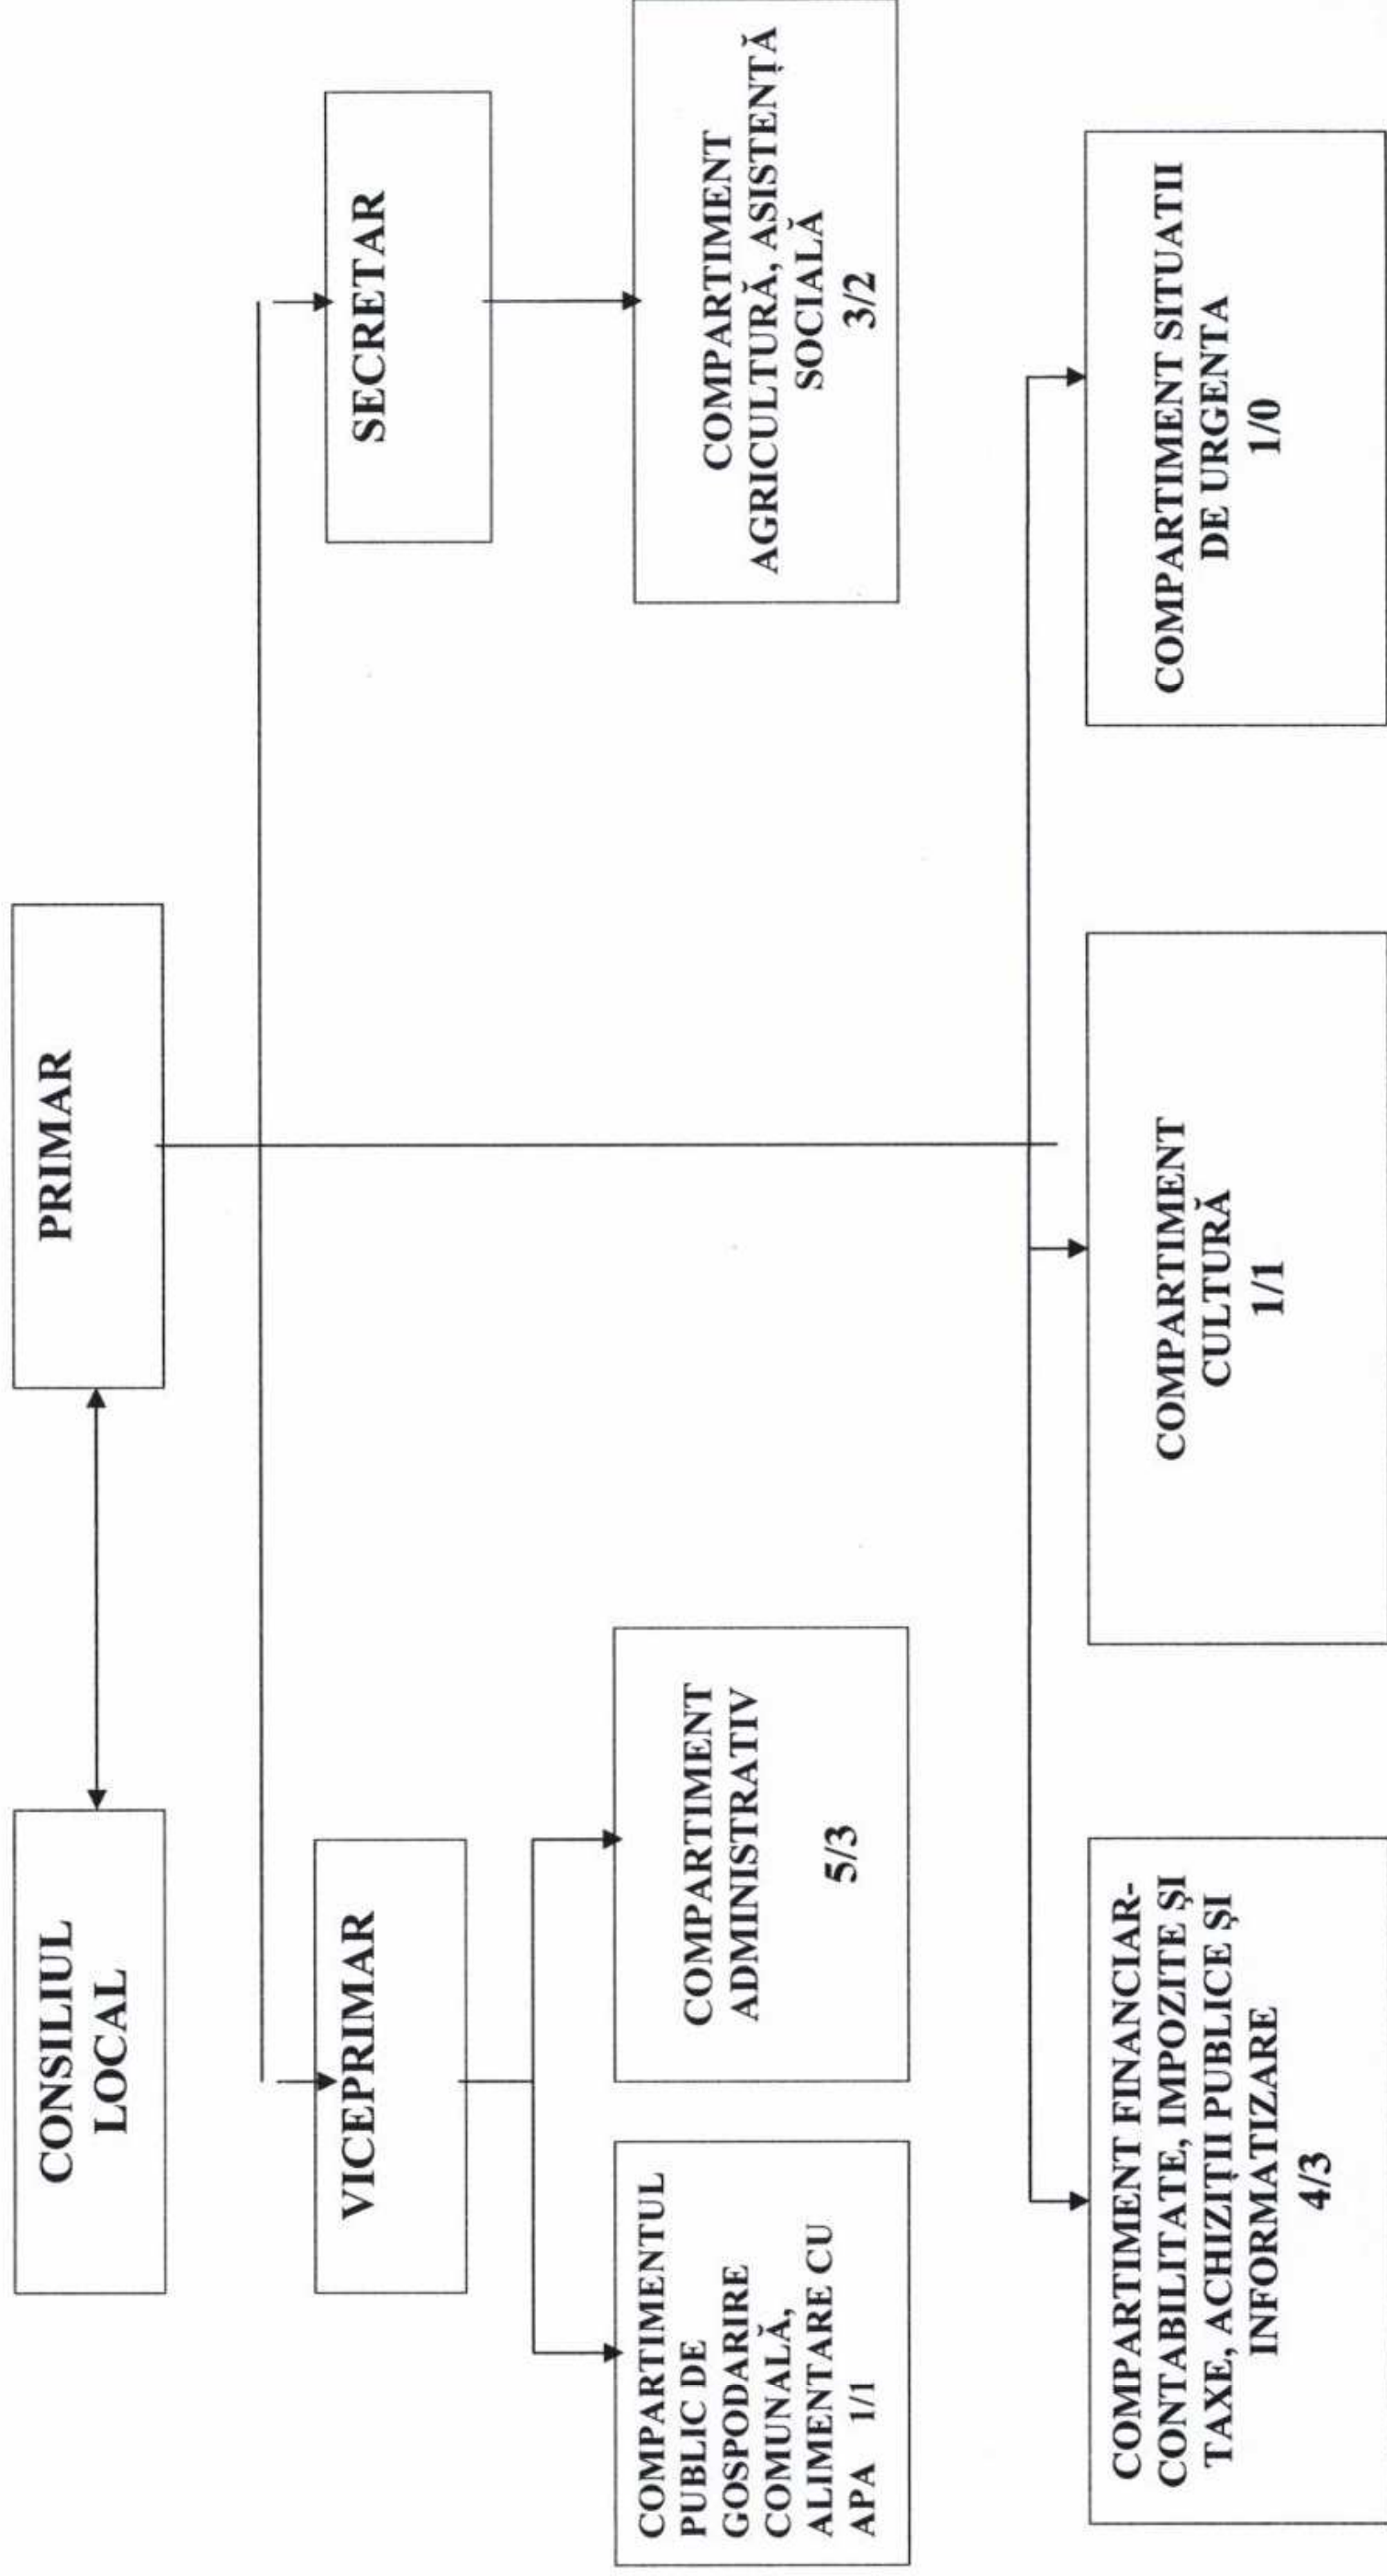 CONSILIUL
LOCAL
PRIMAR
VICEPRIMAR
SECRETAR
COMPARTIMENTUL
PUBLIC DE
GOSPODARIRE
COMUNALĂ,
ALIMENTARE CU
APA 1/1
COMPARTIMENT
ADMINISTRATIV
5/3
COMPARTIMENT
AGRICULTURĂ, ASISTENȚĂ
SOCIALĂ
3/2
COMPARTIMENT FINANCIAR-
CONTABILITATE, IMPOZITE ŞI
TAXE, ACHIZIȚII PUBLICE ŞI
INFORMATIZARE
4/3
COMPARTIMENT
CULTURĂ
1/1
COMPARTIMENT SITUATII
DE URGENTA
1/0